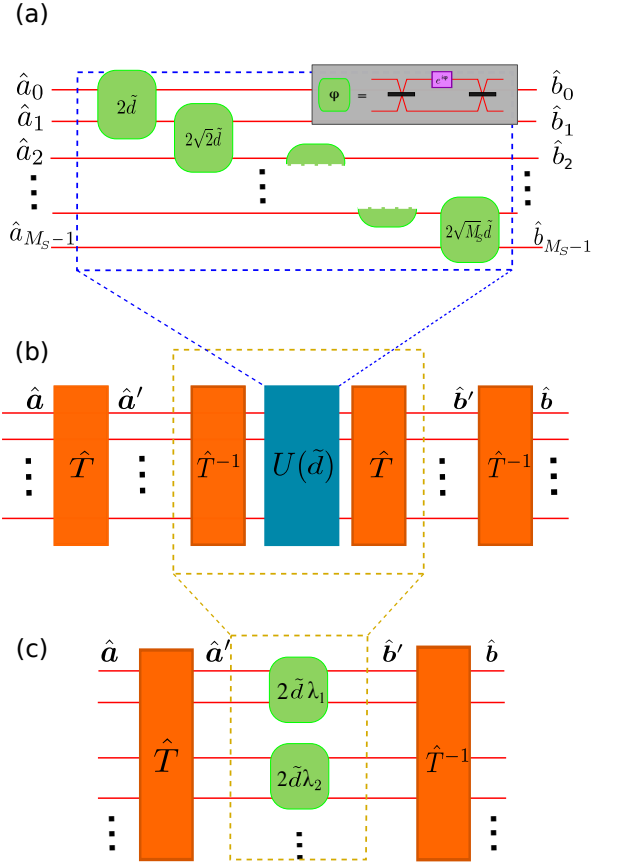 (a)
â₀ 2d̃ φ = e^{iφ} b̂₀
â₁ 2√2d̃ b̂₁
â₂ b̂₂
â_{M_S−1} 2√M_S d̃ b̂_{M_S−1}
(b)
â â′ b̂′ b̂
T̂ T̂⁻¹ U(d̃) T̂ T̂⁻¹
(c)
â â′ b̂′ b̂
2d̃λ₁
T̂ 2d̃λ₂ T̂⁻¹